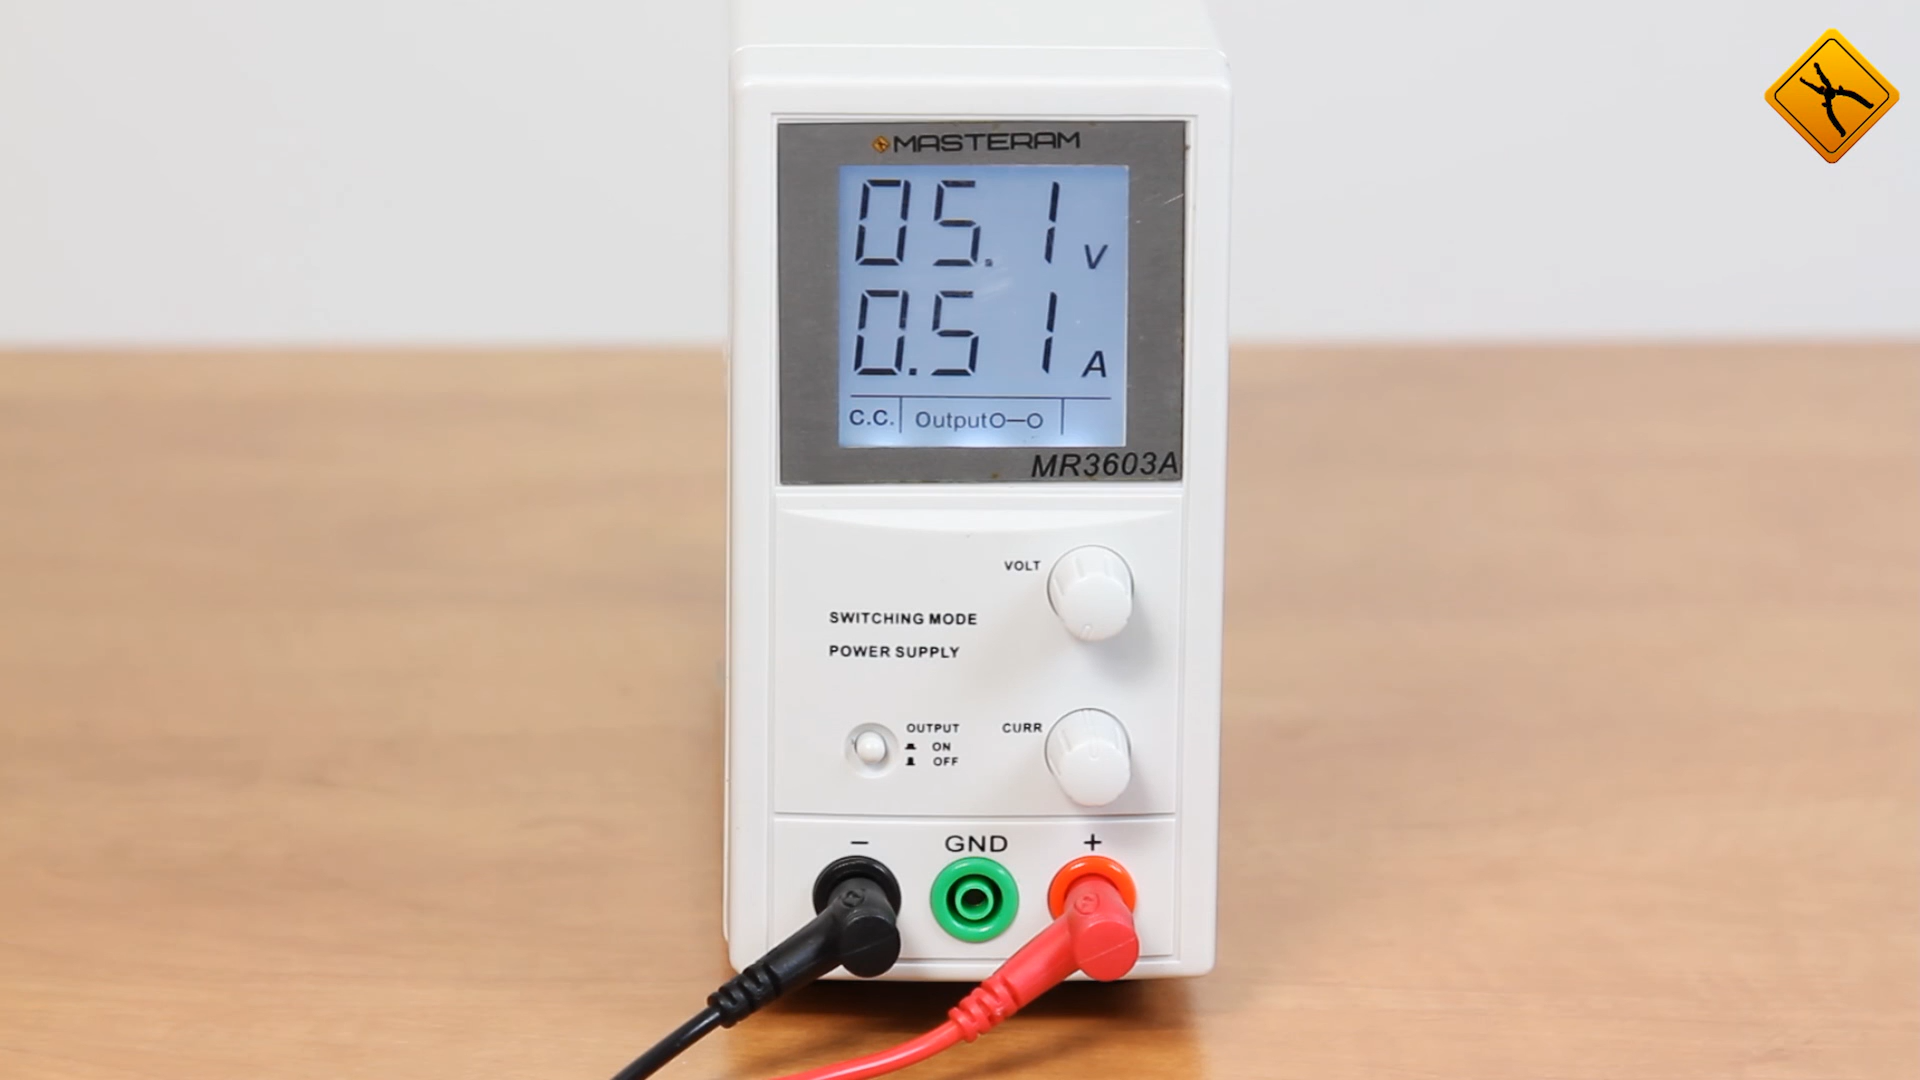 MASTERAM
05.1 V
0.51 A
C.C. Output
MR3603A
VOLT
SWITCHING MODE
POWER SUPPLY
OUTPUT
ON
OFF
CURR
− GND +